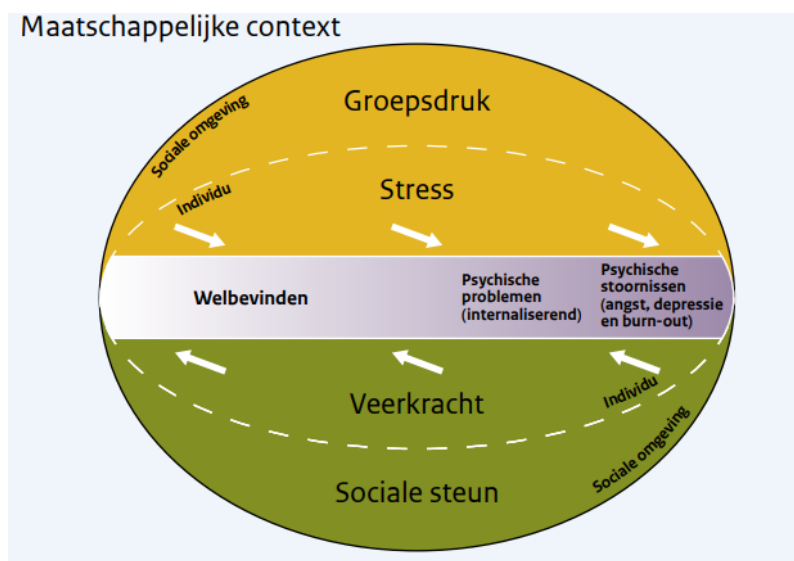 Maatschappelijke context
Groepsdruk
Sociale omgeving
Individu
Stress
Welbevinden
Psychische
problemen
(internaliserend)
Psychische
stoornissen
(angst, depressie
en burn-out)
Veerkracht
Individu
Sociale omgeving
Sociale steun